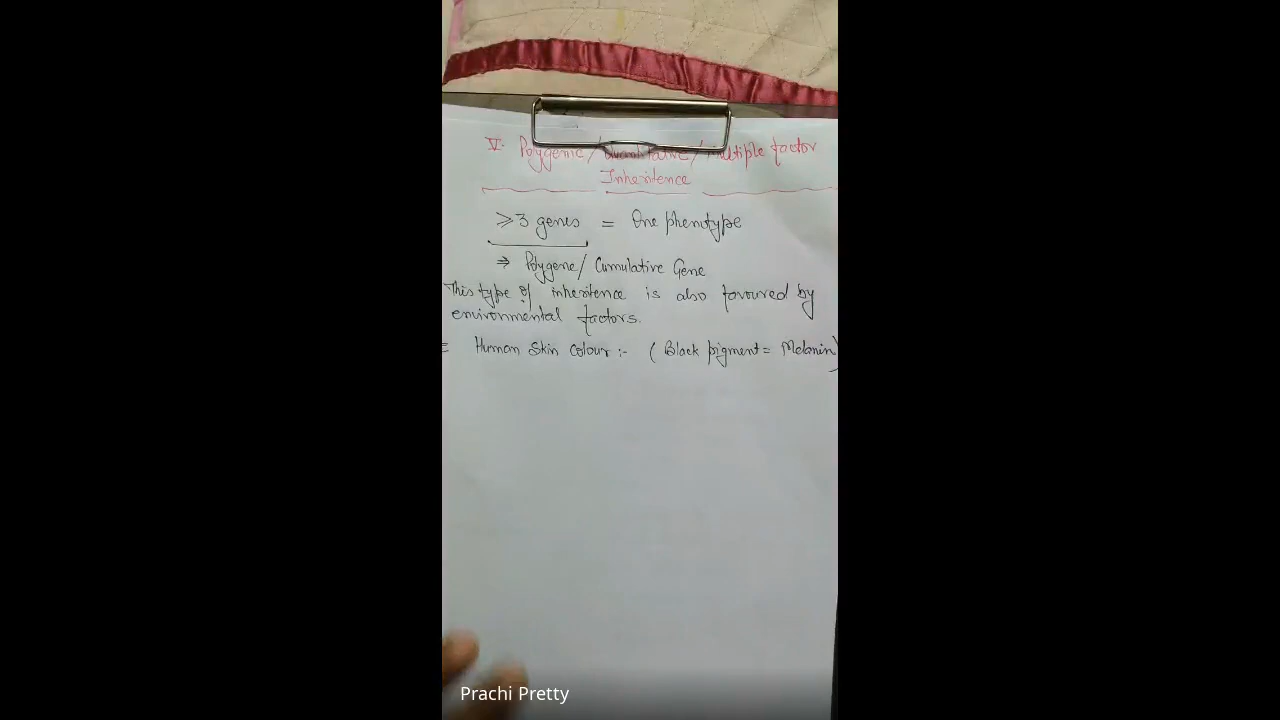 V. Polygenic/Quantitative/Multiple factor
Inheritence
≥3 genes = One phenotype
⇒ Polygene/Cumulative Gene
This type of inheritence is also favoured by
environmental factors.
Human Skin Colour :- (Black pigment = Melanin)
Prachi Pretty